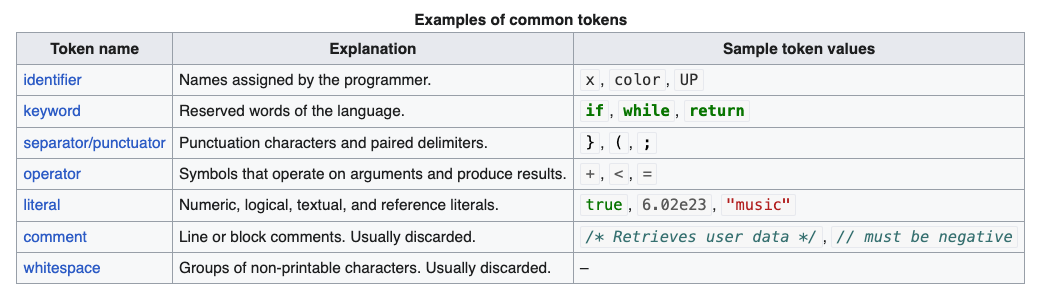 Examples of common tokens
Token name Explanation Sample token values
identifier Names assigned by the programmer. x, color, UP
keyword Reserved words of the language. if, while, return
separator/punctuator Punctuation characters and paired delimiters. }, (, ;
operator Symbols that operate on arguments and produce results. +, <, =
literal Numeric, logical, textual, and reference literals. true, 6.02e23, "music"
comment Line or block comments. Usually discarded. /* Retrieves user data */, // must be negative
whitespace Groups of non-printable characters. Usually discarded. –